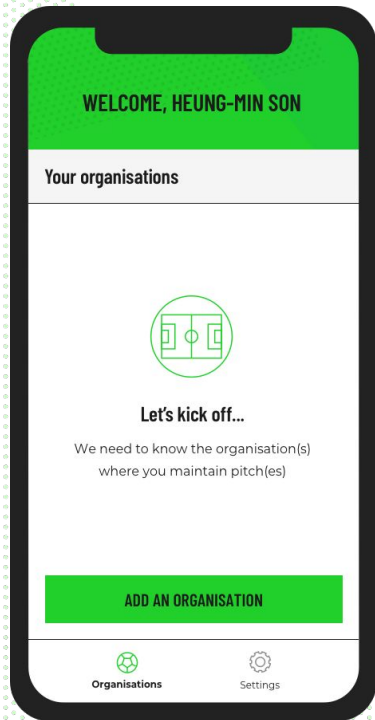 WELCOME, HEUNG-MIN SON
Your organisations
Let's kick off...
We need to know the organisation(s)
where you maintain pitch(es)
ADD AN ORGANISATION
Organisations
Settings